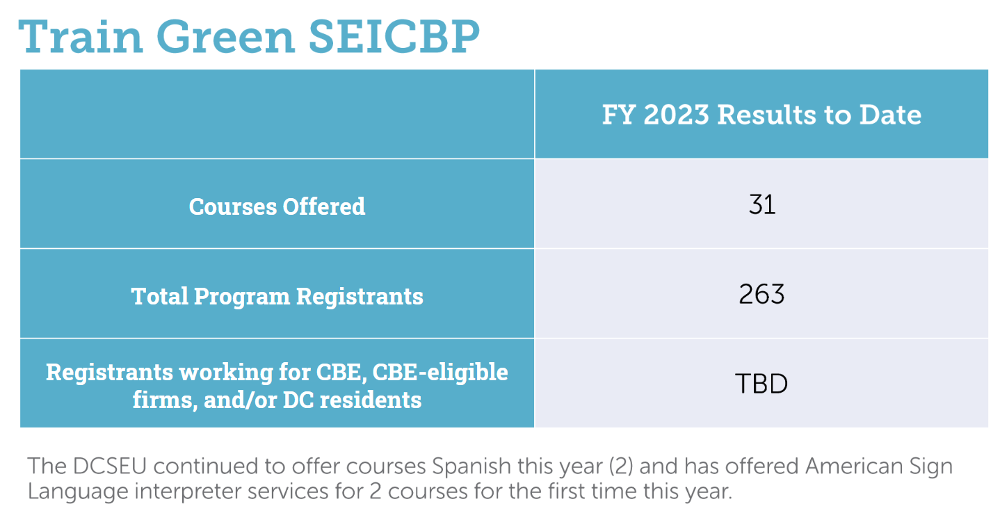 Train Green SEICBP
FY 2023 Results to Date
Courses Offered
31
Total Program Registrants
263
Registrants working for CBE, CBE-eligible
firms, and/or DC residents
TBD
The DCSEU continued to offer courses Spanish this year (2) and has offered American Sign
Language interpreter services for 2 courses for the first time this year.